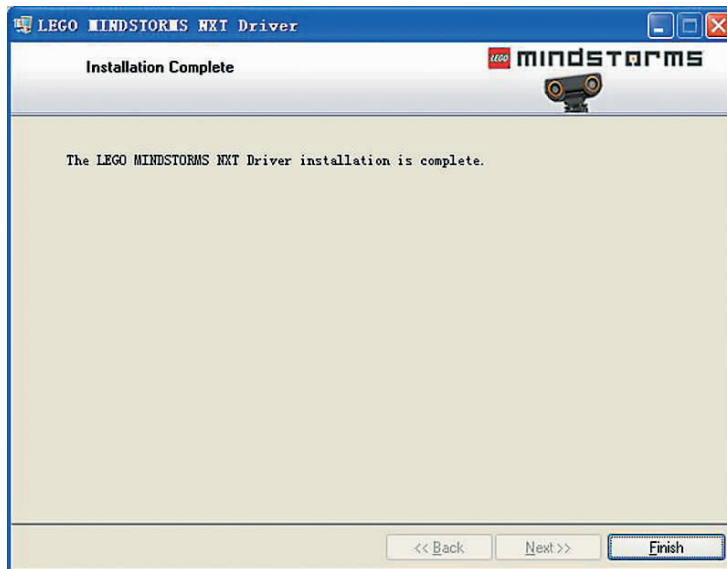 LEGO MINDSTORMS NXT Driver
Installation Complete
LEGO mindstorms
The LEGO MINDSTORMS NXT Driver installation is complete.
<< Back Next >> Finish